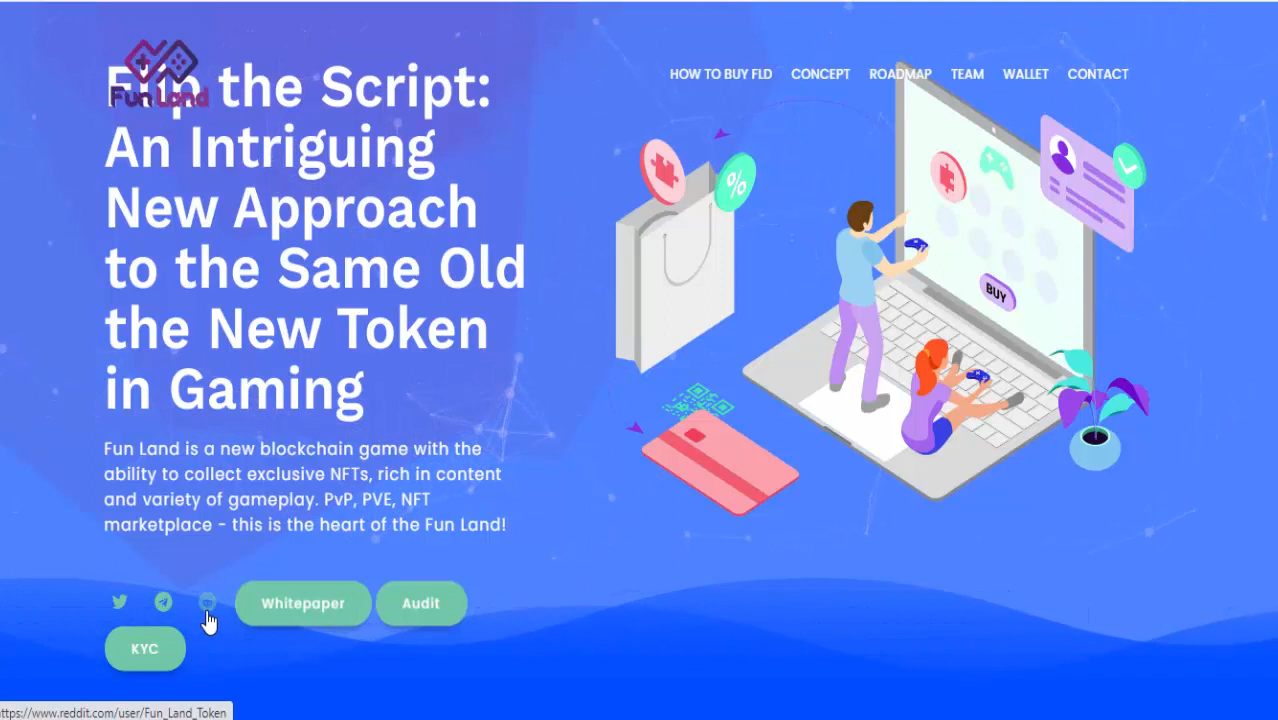 HOW TO BUY FLD CONCEPT ROADMAP TEAM WALLET CONTACT
Fun Land
Flip the Script:
An Intriguing
New Approach
to the Same Old
the New Token
in Gaming
Fun Land is a new blockchain game with the
ability to collect exclusive NFTs, rich in content
and variety of gameplay. PvP, PVE, NFT
marketplace - this is the heart of the Fun Land!
%
BUY
Whitepaper
Audit
KYC
ttps://www.reddit.com/user/Fun_Land_Token